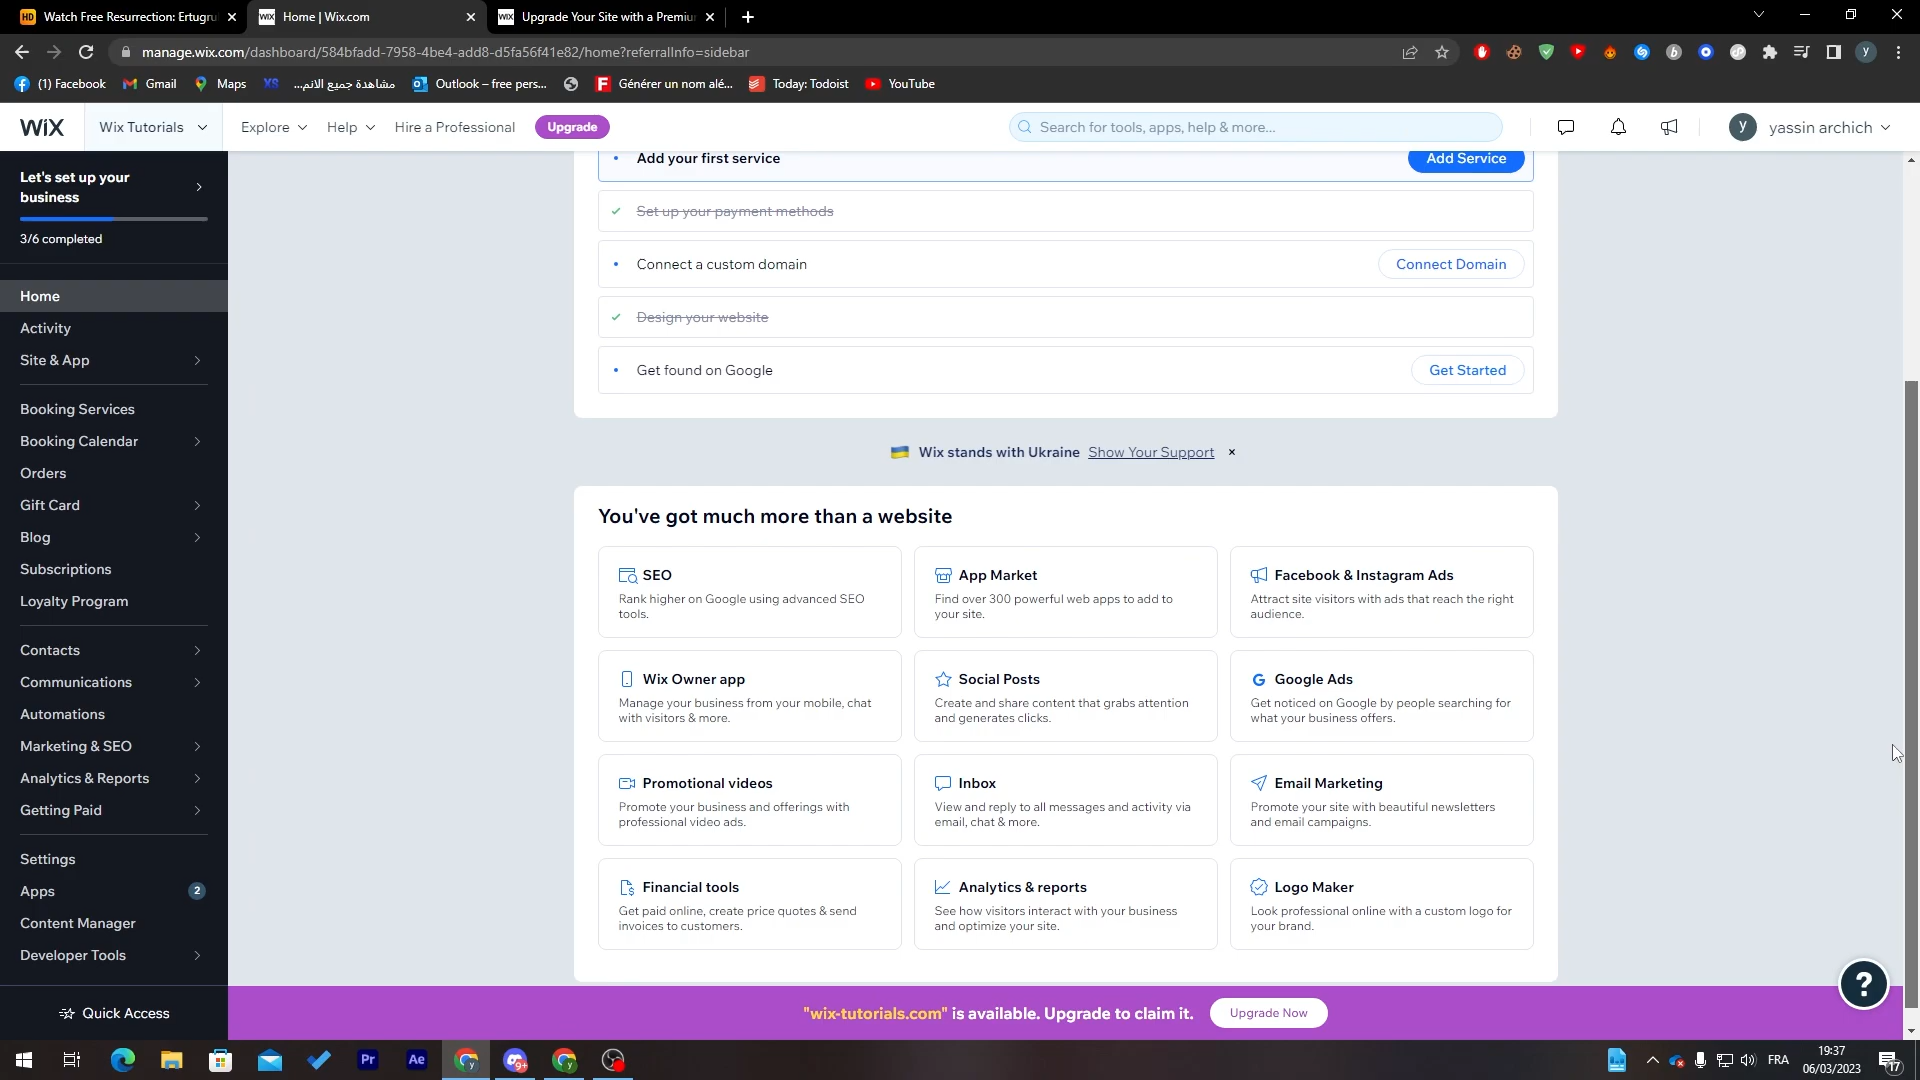 Watch Free Resurrection: Ertugru
Home | Wix.com
Upgrade Your Site with a Premiu
manage.wix.com/dashboard/584bfadd-7958-4be4-add8-d5fa56f41e82/home?referralInfo=sidebar
(1) Facebook
Gmail
Maps
XS
مشاهدة جميع الانم...
Outlook – free pers...
Générer un nom alé...
Today: Todoist
YouTube
WIX
Wix Tutorials
Explore
Help
Hire a Professional
Upgrade
Search for tools, apps, help & more...
y
yassin archich
Let's set up your
business
3/6 completed
Home
Activity
Site & App
Booking Services
Booking Calendar
Orders
Gift Card
Blog
Subscriptions
Loyalty Program
Contacts
Communications
Automations
Marketing & SEO
Analytics & Reports
Getting Paid
Settings
Apps
2
Content Manager
Developer Tools
Quick Access
Add your first service
Add Service
Set up your payment methods
Connect a custom domain
Connect Domain
Design your website
Get found on Google
Get Started
Wix stands with Ukraine Show Your Support
You've got much more than a website
SEO
Rank higher on Google using advanced SEO
tools.
App Market
Find over 300 powerful web apps to add to
your site.
Facebook & Instagram Ads
Attract site visitors with ads that reach the right
audience.
Wix Owner app
Manage your business from your mobile, chat
with visitors & more.
Social Posts
Create and share content that grabs attention
and generates clicks.
Google Ads
Get noticed on Google by people searching for
what your business offers.
Promotional videos
Promote your business and offerings with
professional video ads.
Inbox
View and reply to all messages and activity via
email, chat & more.
Email Marketing
Promote your site with beautiful newsletters
and email campaigns.
Financial tools
Get paid online, create price quotes & send
invoices to customers.
Analytics & reports
See how visitors interact with your business
and optimize your site.
Logo Maker
Look professional online with a custom logo for
your brand.
"wix-tutorials.com" is available. Upgrade to claim it.
Upgrade Now
?
Pr
Ae
FRA
19:37
06/03/2023
17